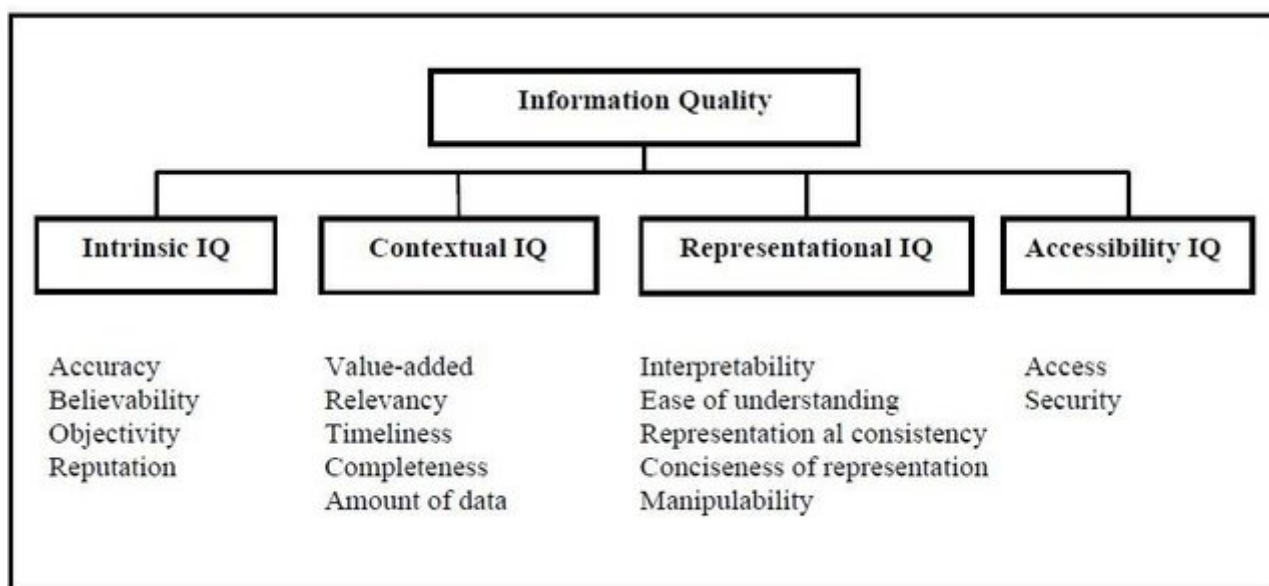 Information Quality
Intrinsic IQ
Contextual IQ
Representational IQ
Accessibility IQ
Accuracy
Believability
Objectivity
Reputation
Value-added
Relevancy
Timeliness
Completeness
Amount of data
Interpretability
Ease of understanding
Representation al consistency
Conciseness of representation
Manipulability
Access
Security